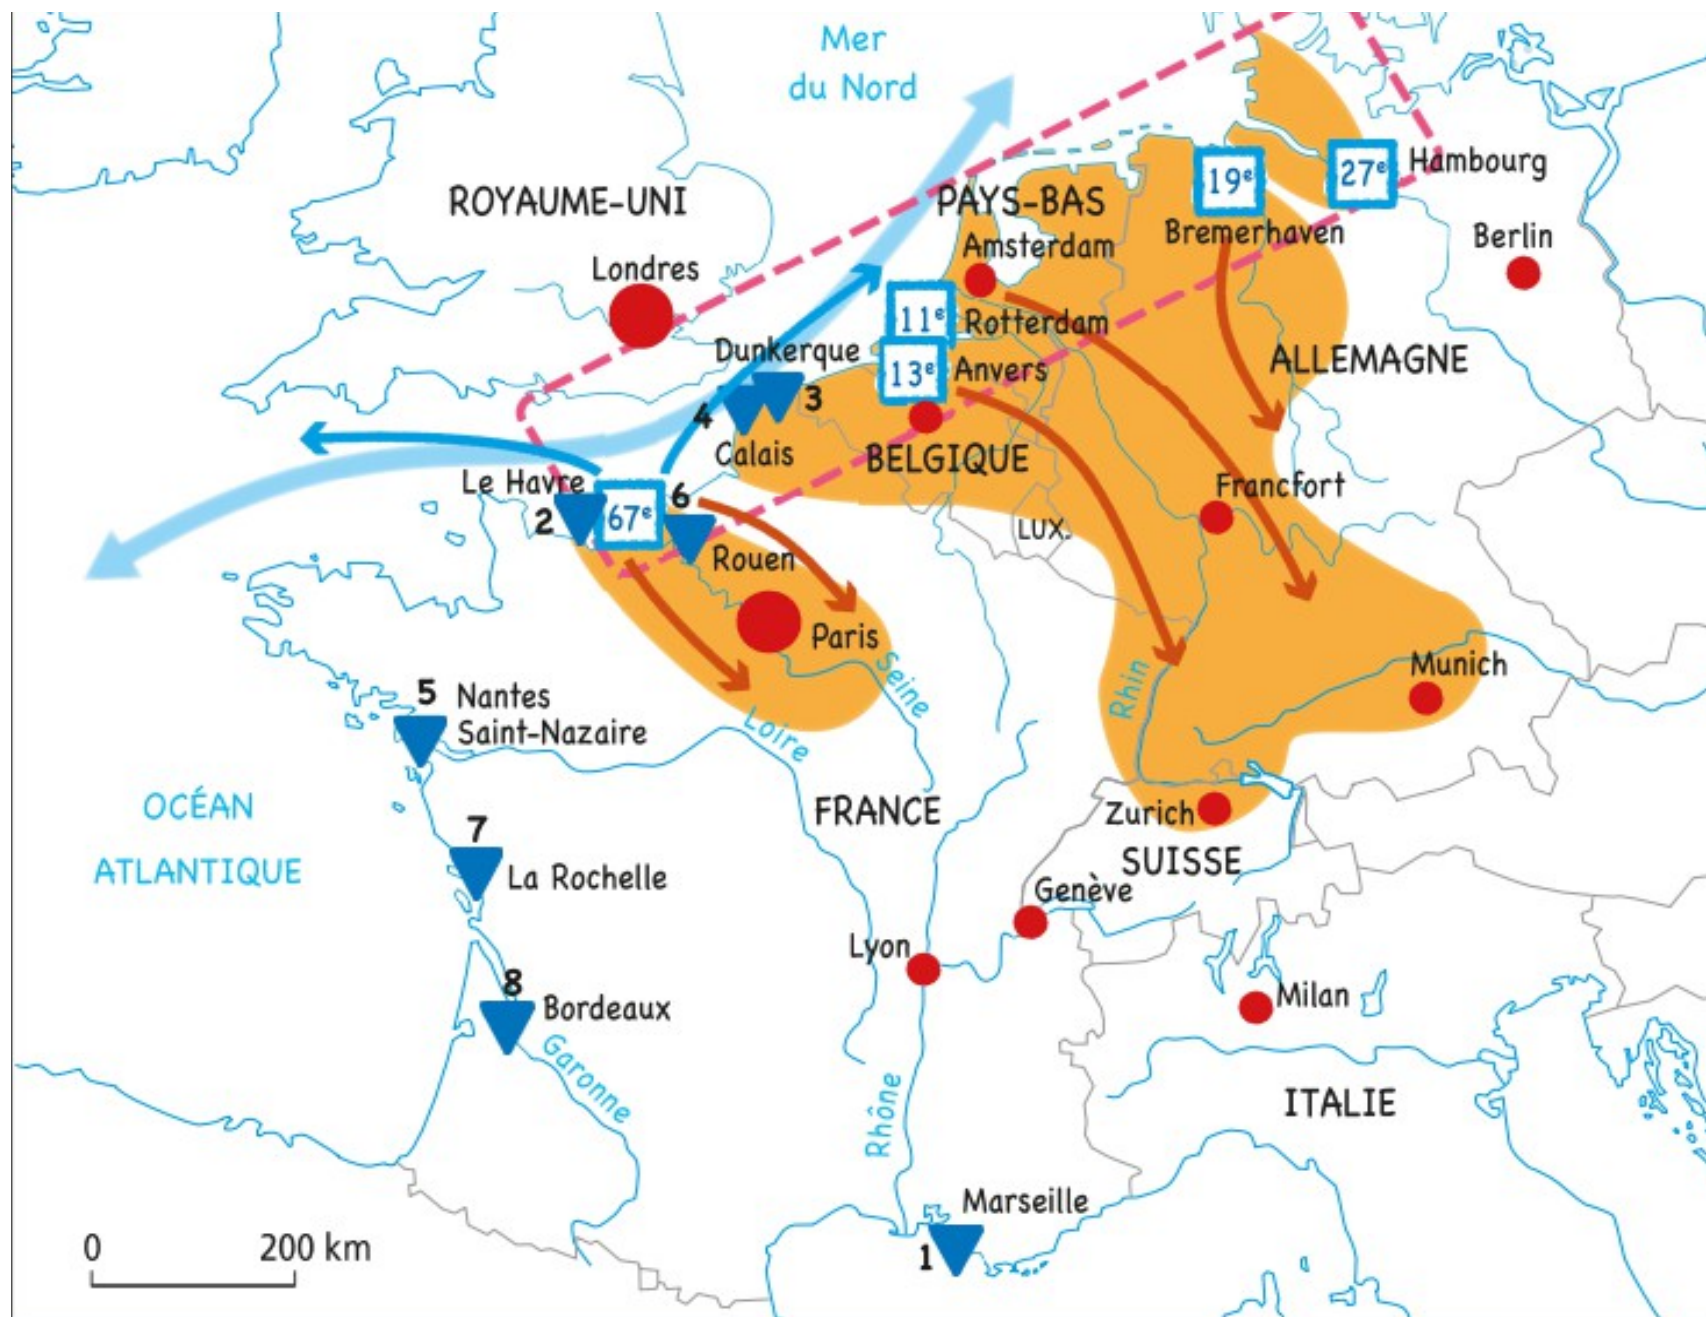 Mer
du Nord
ROYAUME-UNI
PAYS-BAS
19e
27e
Hambourg
Bremerhaven
Berlin
Amsterdam
Londres
11e
Rotterdam
Dunkerque
13e
Anvers
ALLEMAGNE
4
3
Calais
BELGIQUE
Le Havre
2
67e
6
Francfort
LUX.
Rouen
Paris
Seine
Rhin
Munich
5
Nantes
Saint-Nazaire
Loire
OCÉAN
ATLANTIQUE
FRANCE
Zurich
SUISSE
7
La Rochelle
Genève
Lyon
8
Bordeaux
Milan
Garonne
Rhône
ITALIE
Marseille
1
0
200 km